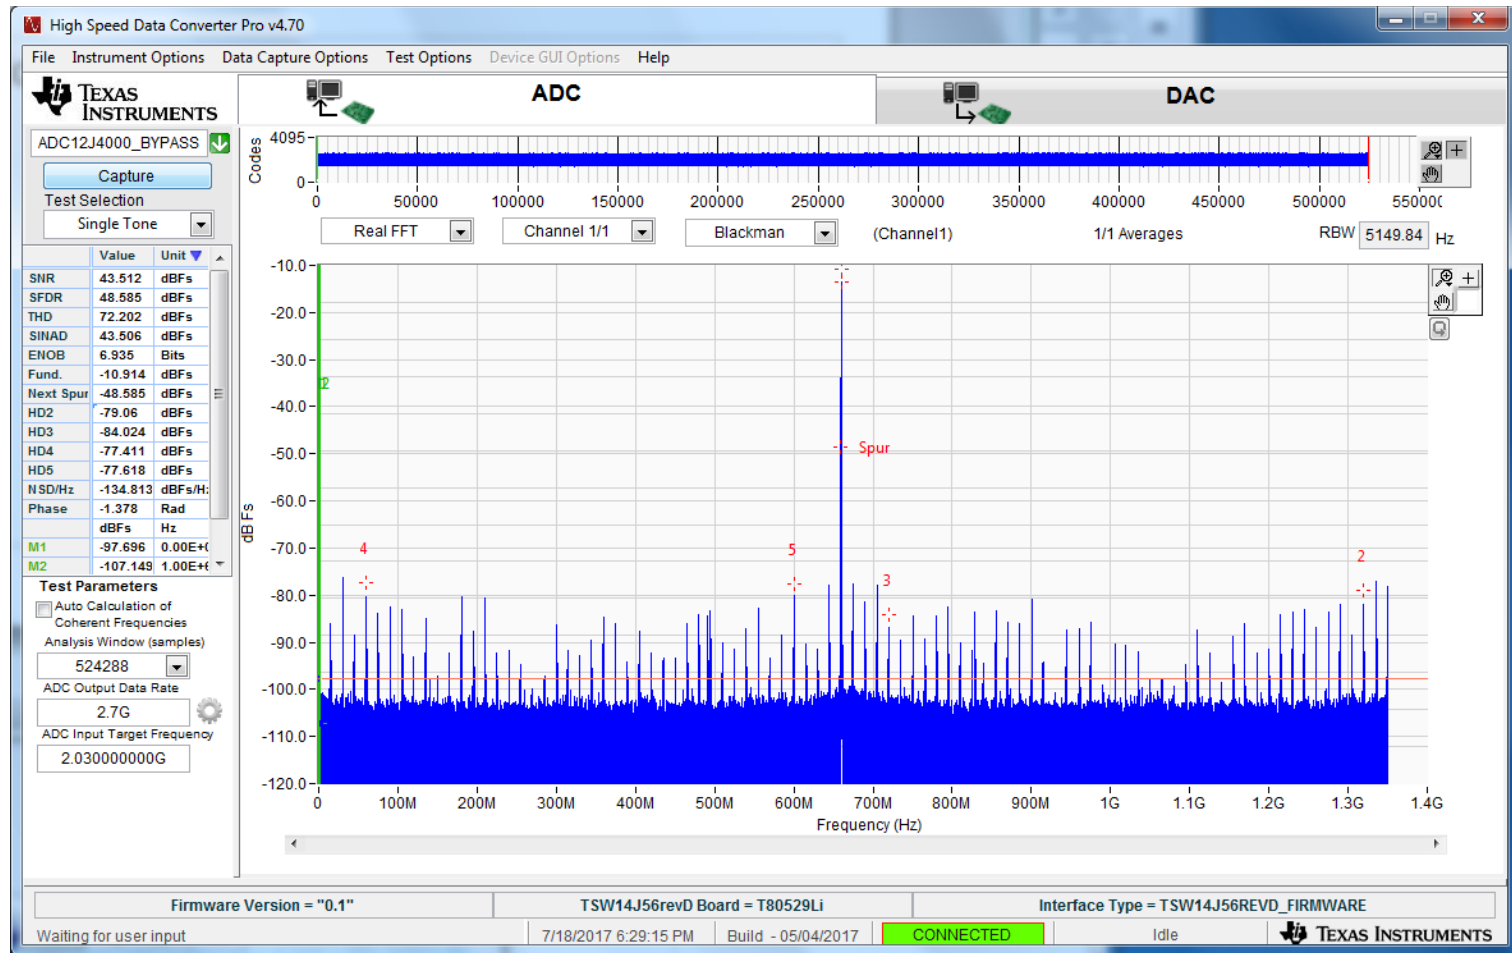 High Speed Data Converter Pro v4.70
File Instrument Options Data Capture Options Test Options Device GUI Options Help
TEXAS INSTRUMENTS
ADC
DAC
ADC12J4000_BYPASS
Capture
Test Selection
Single Tone
Codes
4095
0
0 50000 100000 150000 200000 250000 300000 350000 400000 450000 500000
Real FFT
Channel 1/1
Blackman
(Channel1)
1/1 Averages
RBW 5149.84 Hz
Value Unit
SNR 43.512 dBFs
SFDR 48.585 dBFs
THD 72.202 dBFs
SINAD 43.506 dBFs
ENOB 6.935 Bits
Fund. -10.914 dBFs
Next Spur -48.585 dBFs
HD2 -79.06 dBFs
HD3 -84.024 dBFs
HD4 -77.411 dBFs
HD5 -77.618 dBFs
NSD/Hz -134.813 dBFs/H
Phase -1.378 Rad
dBFs Hz
M1 -97.696
M2 -107.149
Test Parameters
Auto Calculation of
Coherent Frequencies
Analysis Window (samples)
524288
ADC Output Data Rate
2.7G
ADC Input Target Frequency
2.030000000G
dB Fs
-10.0
-20.0
-30.0
-40.0
-50.0
-60.0
-70.0
-80.0
-90.0
-100.0
-110.0
-120.0
Spur
4
5
3
2
0 100M 200M 300M 400M 500M 600M 700M 800M 900M 1G 1.1G 1.2G 1.3G 1.4G
Frequency (Hz)
Firmware Version = "0.1"
TSW14J56revD Board = T80529Li
Interface Type = TSW14J56REVD_FIRMWARE
Waiting for user input
7/18/2017 6:29:15 PM
Build - 05/04/2017
CONNECTED
Idle
TEXAS INSTRUMENTS